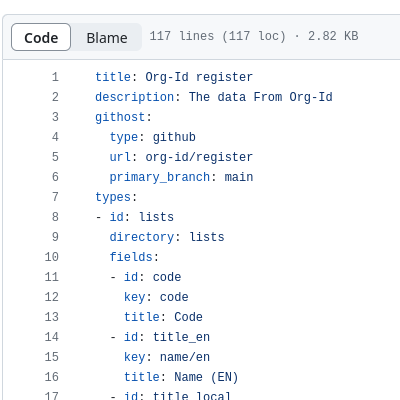 Code Blame 117 lines (117 loc) · 2.82 KB
1 title: Org-Id register
2 description: The data From Org-Id
3 githost:
4   type: github
5   url: org-id/register
6   primary_branch: main
7 types:
8 - id: lists
9   directory: lists
10   fields:
11   - id: code
12     key: code
13     title: Code
14   - id: title_en
15     key: name/en
16     title: Name (EN)
17   - id: title_local